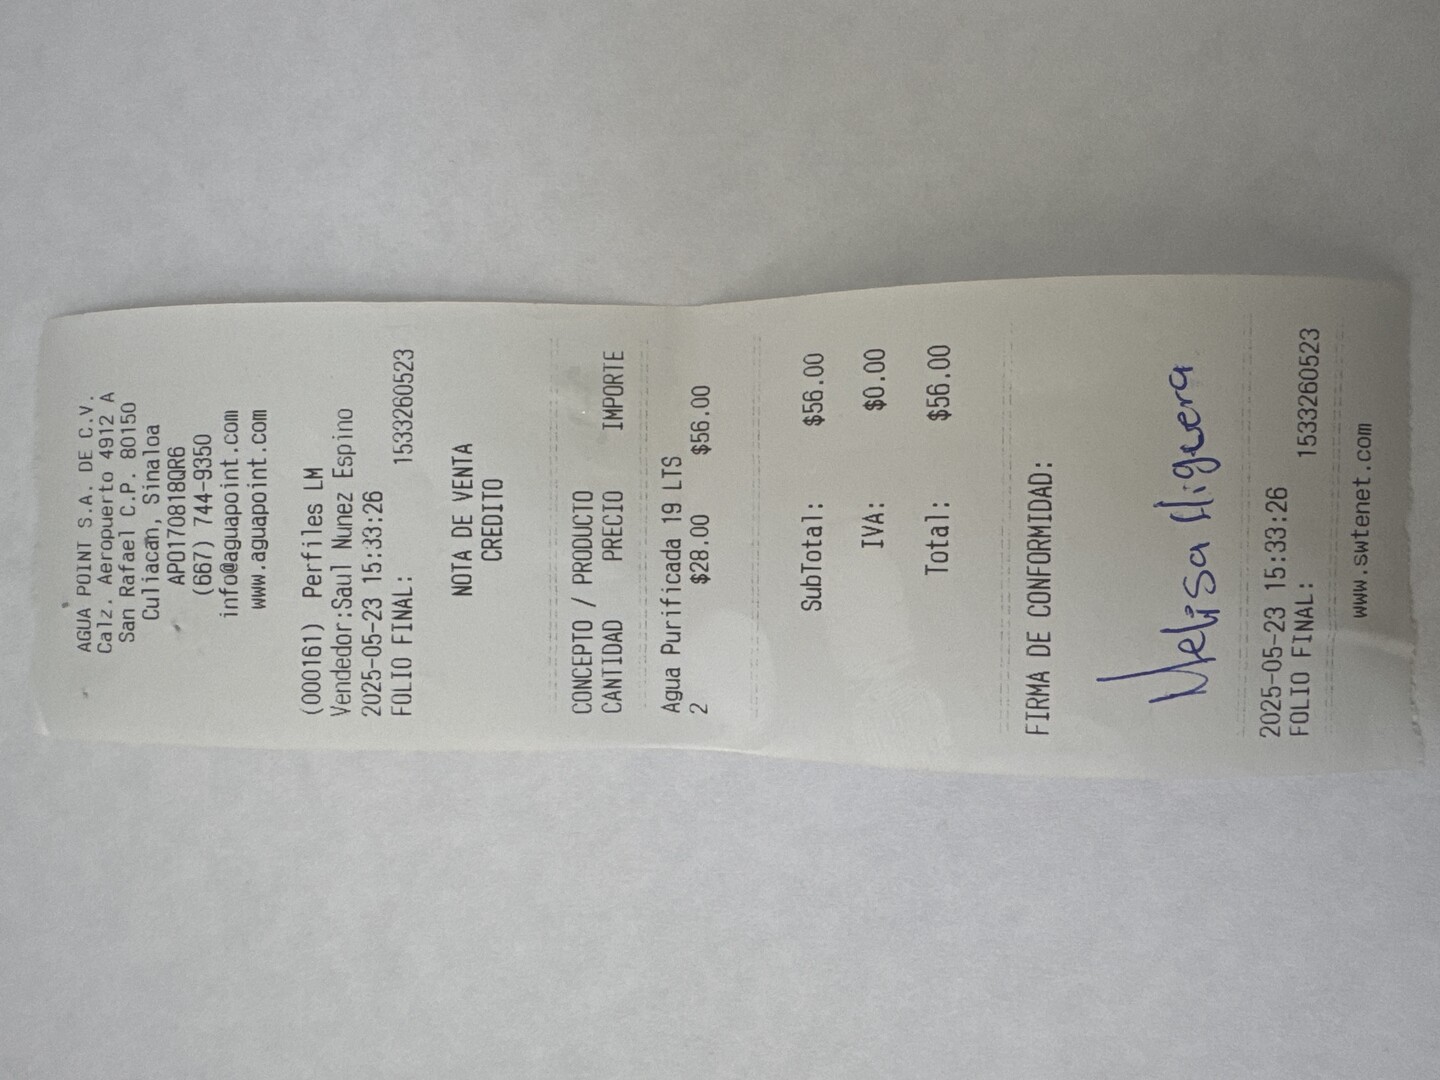 AGUA POINT S.A. DE C.V.
Calz. Aeropuerto 4912 A
San Rafael C.P. 80150
Culiacán, Sinaloa
APO170818QR6
(667) 744-9350
info@aguapoint.com
www.aguapoint.com
(000161) Perfiles LM
Vendedor:Saul Nunez Espino
2025-05-23 15:33:26
FOLIO FINAL: 1533260523
NOTA DE VENTA
CREDITO
CONCEPTO / PRODUCTO
CANTIDAD PRECIO IMPORTE
Agua Purificada 19 LTS
2 $28.00 $56.00
SubTotal: $56.00
IVA: $0.00
Total: $56.00
FIRMA DE CONFORMIDAD:
Melisa Higuera
2025-05-23 15:33:26
FOLIO FINAL: 1533260523
www.swtenet.com